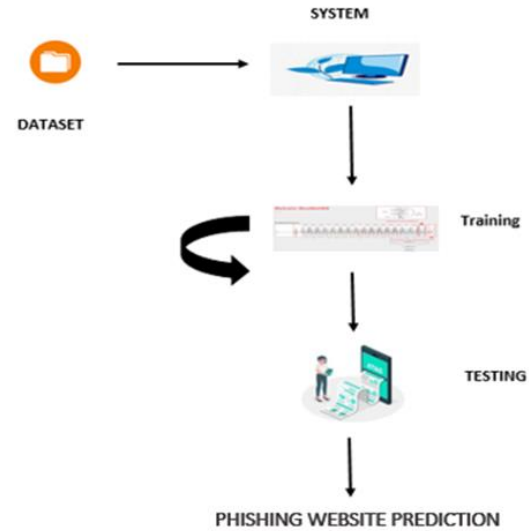 SYSTEM
DATASET
Training
TESTING
PHISHING WEBSITE PREDICTION